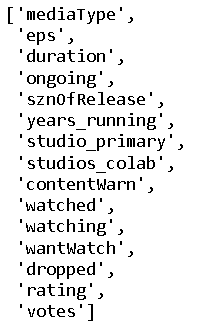 ['mediaType',
'eps',
'duration',
'ongoing',
'sznOfRelease',
'years_running',
'studio_primary',
'studios_colab',
'contentWarn',
'watched',
'watching',
'wantWatch',
'dropped',
'rating',
'votes']